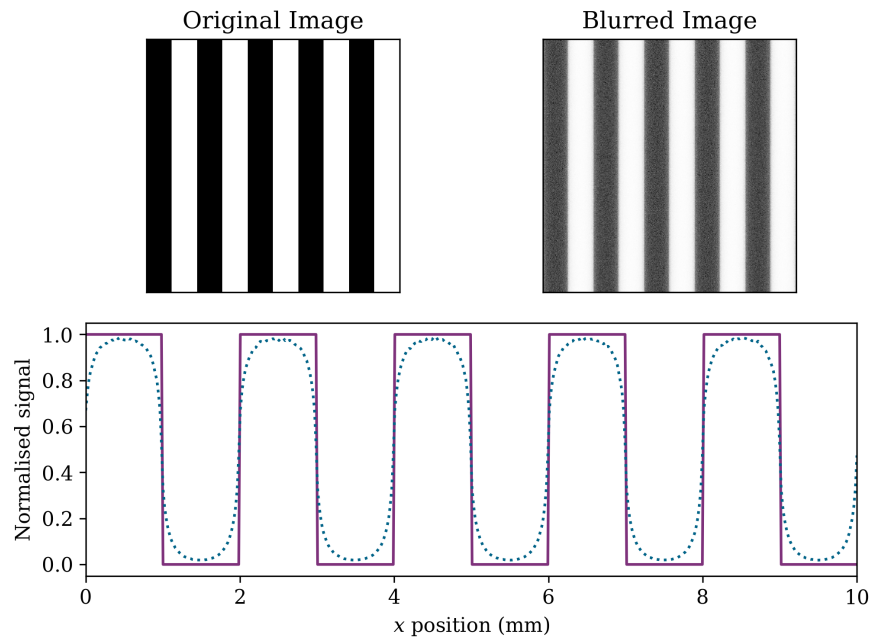 Original Image
Blurred Image
Normalised signal
1.0
0.8
0.6
0.4
0.2
0.0
0 2 4 6 8 10
x position (mm)